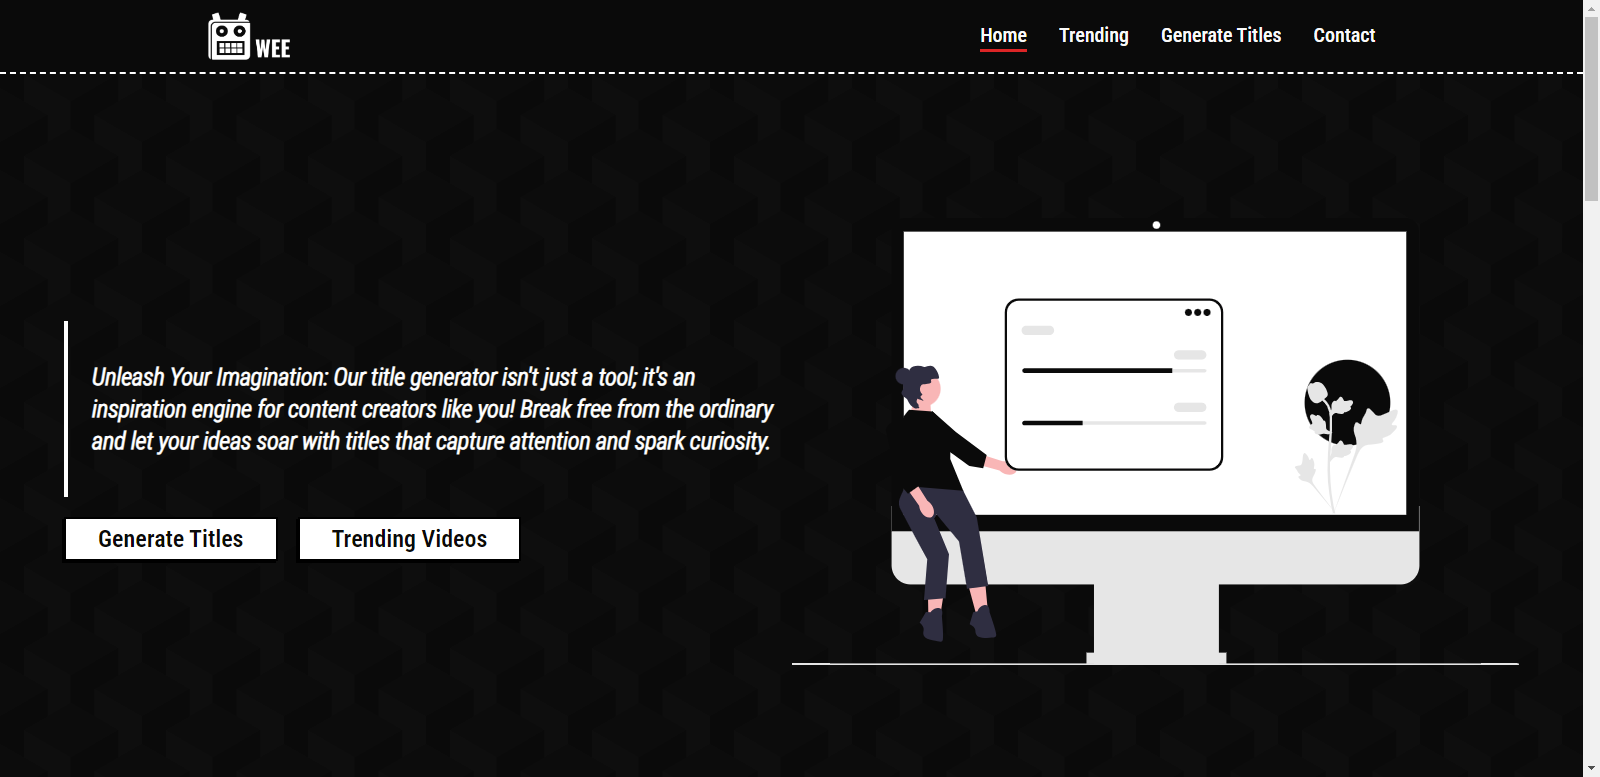 WEE
Home
Trending
Generate Titles
Contact
Unleash Your Imagination: Our title generator isn't just a tool; it's an
inspiration engine for content creators like you! Break free from the ordinary
and let your ideas soar with titles that capture attention and spark curiosity.
Generate Titles
Trending Videos